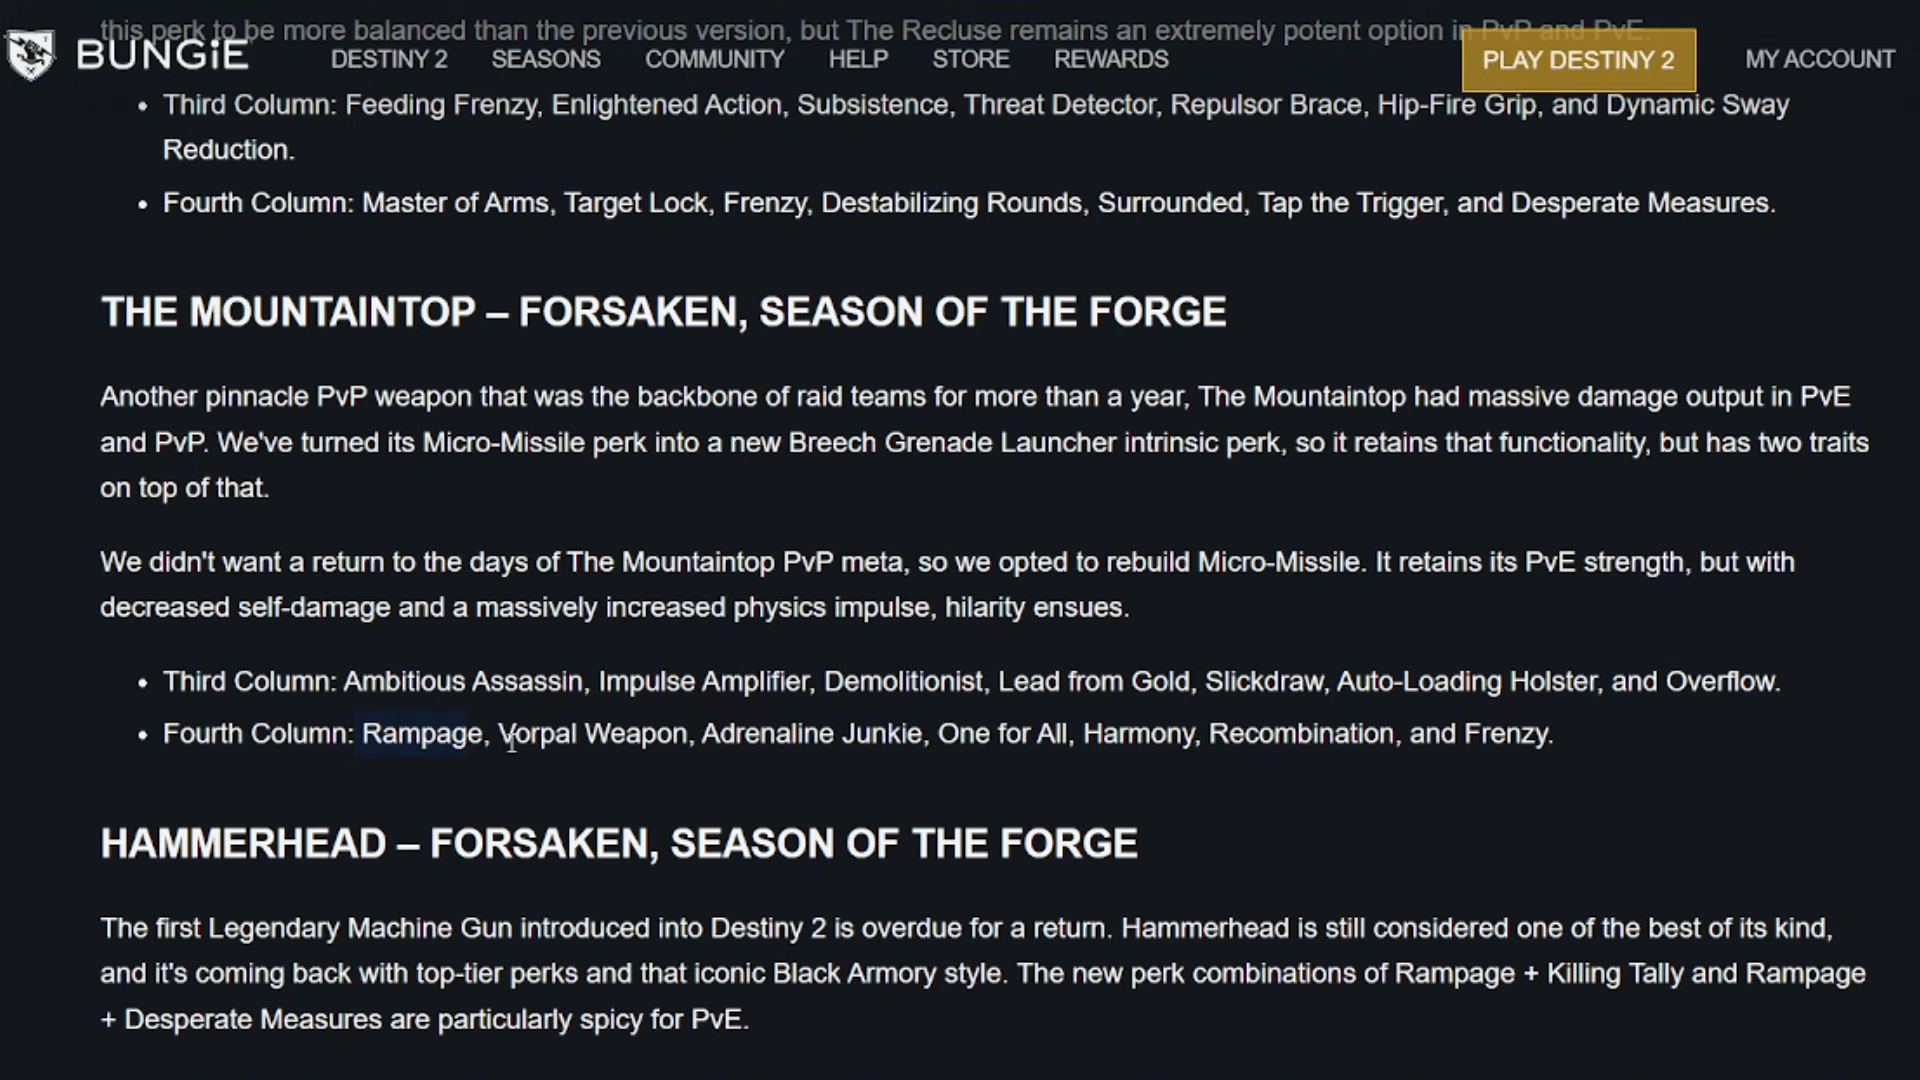 this perk to be more balanced than the previous version, but The Recluse remains an extremely potent option in PvP and PvE.
BUNGiE
DESTINY 2
SEASONS
COMMUNITY
HELP
STORE
REWARDS
PLAY DESTINY 2
MY ACCOUNT
• Third Column: Feeding Frenzy, Enlightened Action, Subsistence, Threat Detector, Repulsor Brace, Hip-Fire Grip, and Dynamic Sway
Reduction.
• Fourth Column: Master of Arms, Target Lock, Frenzy, Destabilizing Rounds, Surrounded, Tap the Trigger, and Desperate Measures.
THE MOUNTAINTOP – FORSAKEN, SEASON OF THE FORGE
Another pinnacle PvP weapon that was the backbone of raid teams for more than a year, The Mountaintop had massive damage output in PvE
and PvP. We've turned its Micro-Missile perk into a new Breech Grenade Launcher intrinsic perk, so it retains that functionality, but has two traits
on top of that.
We didn't want a return to the days of The Mountaintop PvP meta, so we opted to rebuild Micro-Missile. It retains its PvE strength, but with
decreased self-damage and a massively increased physics impulse, hilarity ensues.
• Third Column: Ambitious Assassin, Impulse Amplifier, Demolitionist, Lead from Gold, Slickdraw, Auto-Loading Holster, and Overflow.
• Fourth Column: Rampage, Vorpal Weapon, Adrenaline Junkie, One for All, Harmony, Recombination, and Frenzy.
HAMMERHEAD – FORSAKEN, SEASON OF THE FORGE
The first Legendary Machine Gun introduced into Destiny 2 is overdue for a return. Hammerhead is still considered one of the best of its kind,
and it's coming back with top-tier perks and that iconic Black Armory style. The new perk combinations of Rampage + Killing Tally and Rampage
+ Desperate Measures are particularly spicy for PvE.